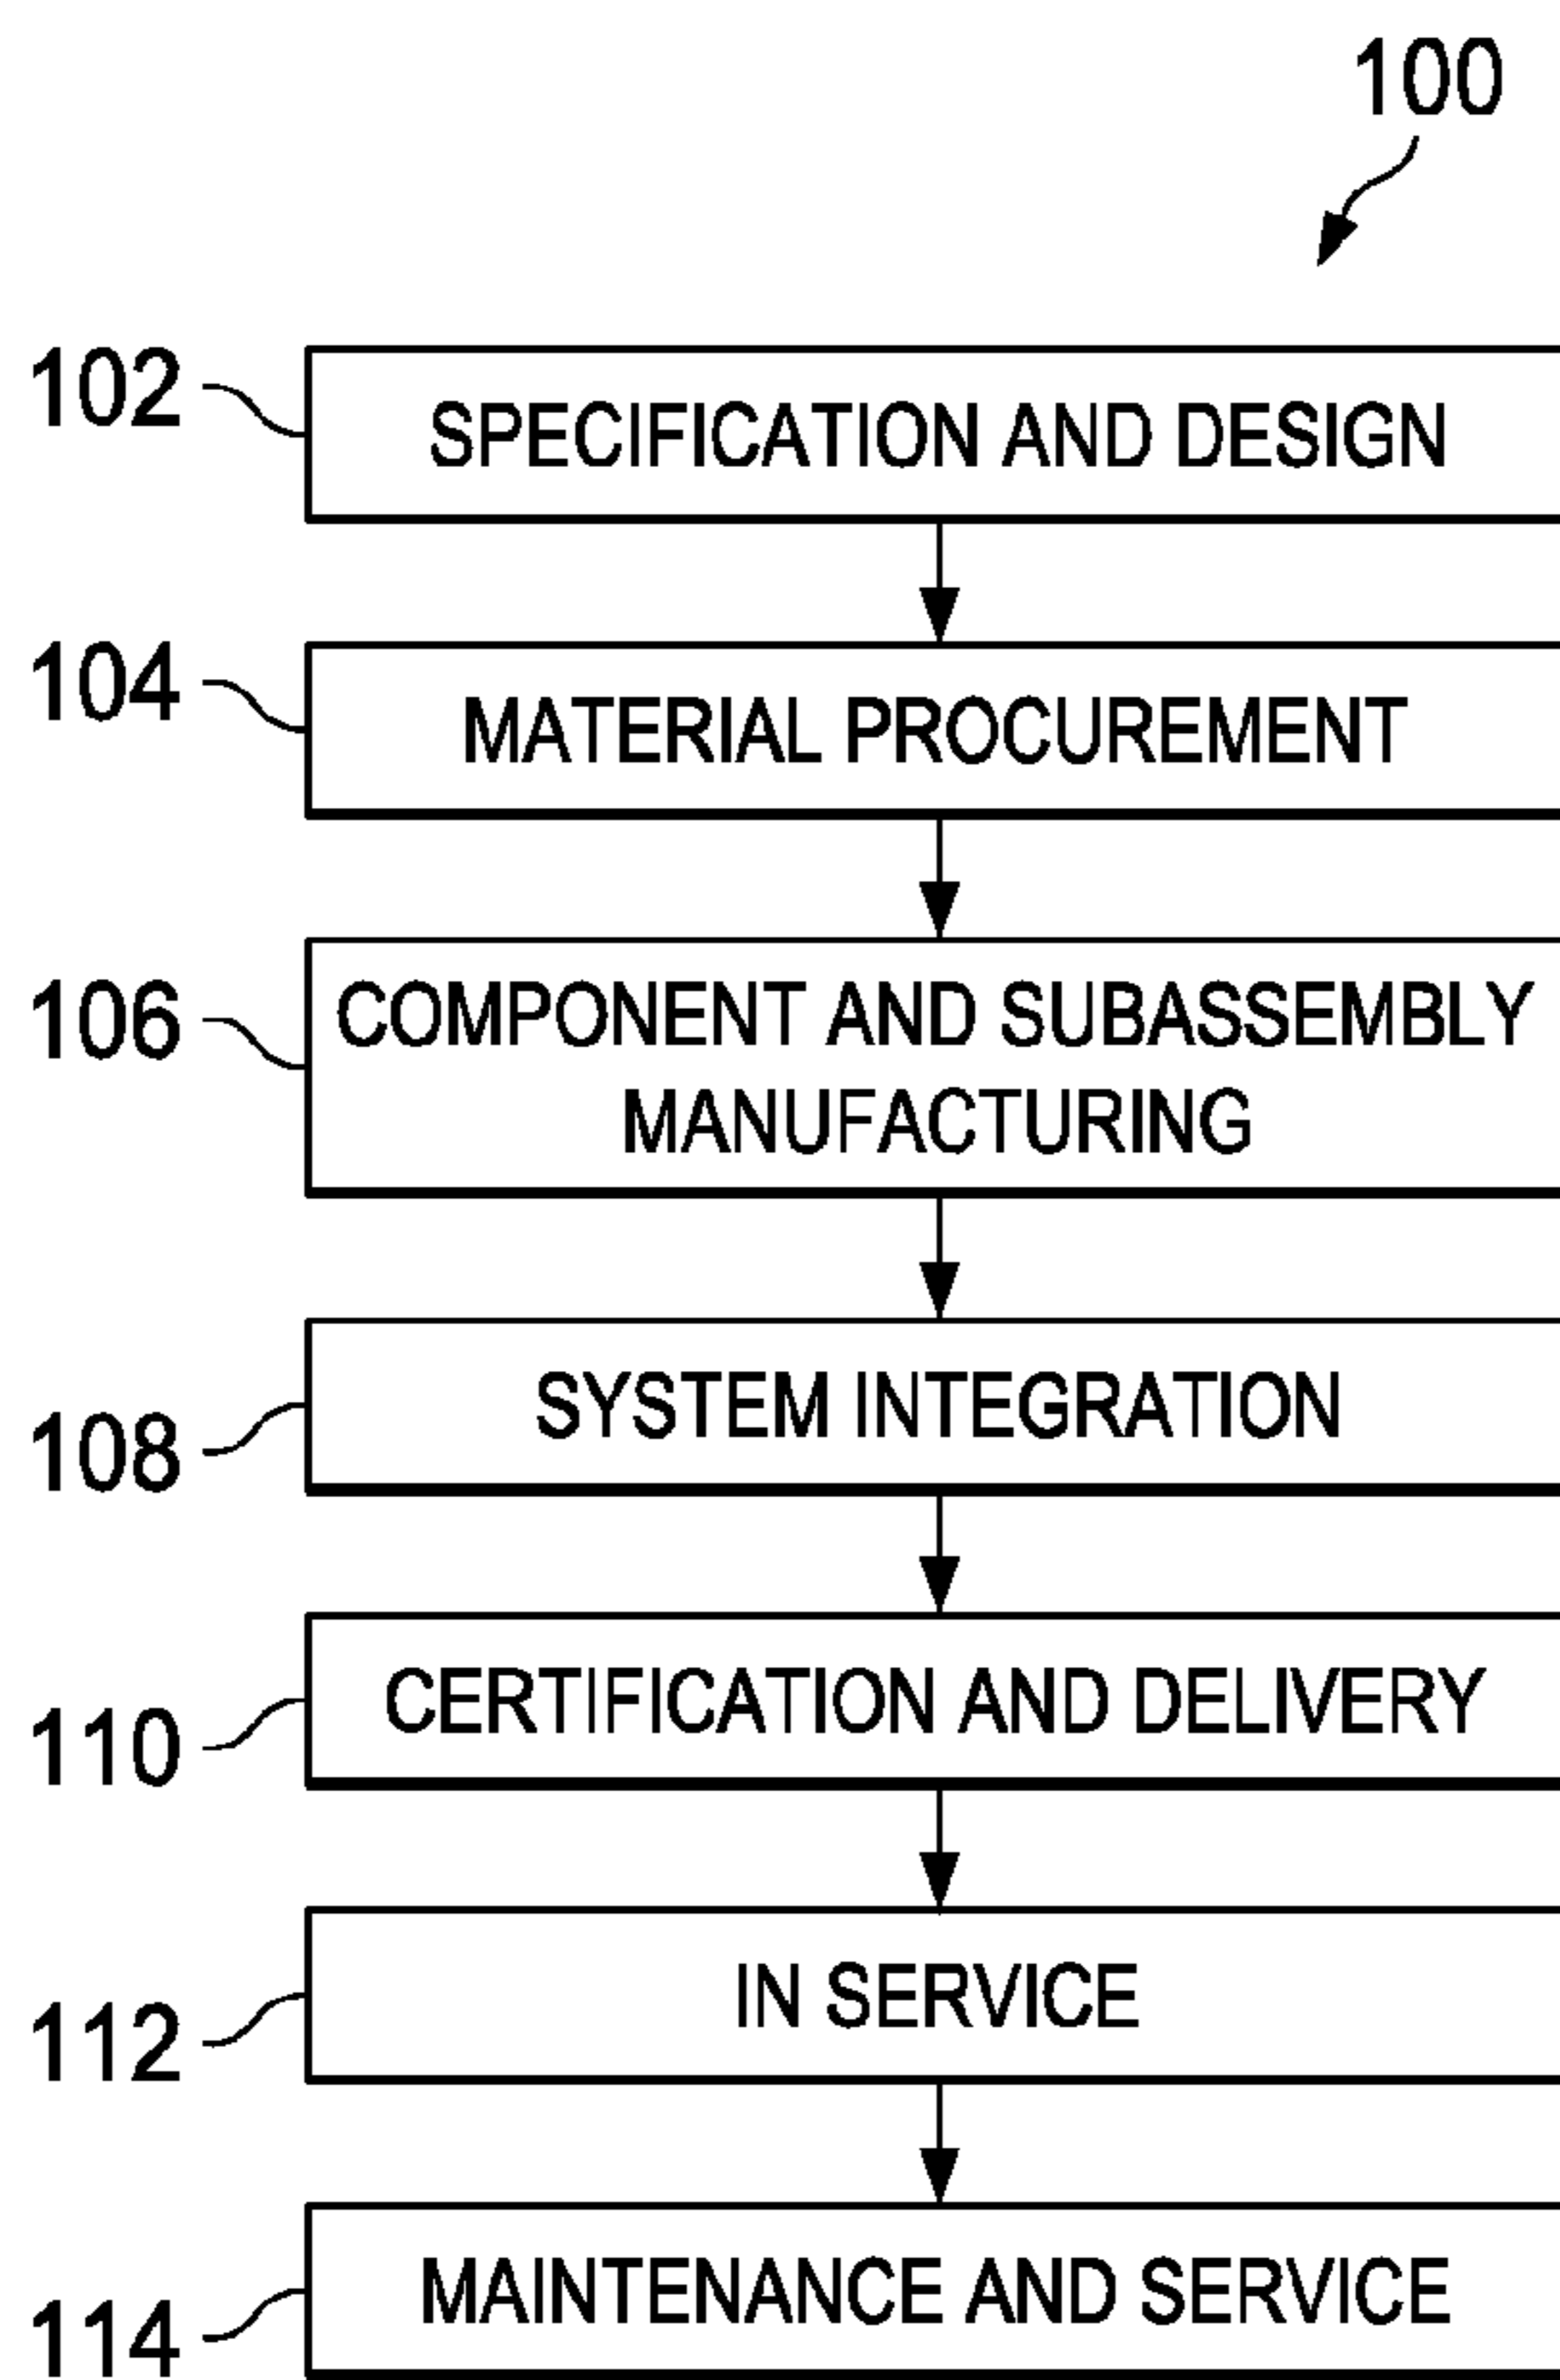 100
102 SPECIFICATION AND DESIGN
104 MATERIAL PROCUREMENT
106 COMPONENT AND SUBASSEMBLY
MANUFACTURING
108 SYSTEM INTEGRATION
110 CERTIFICATION AND DELIVERY
112 IN SERVICE
114 MAINTENANCE AND SERVICE